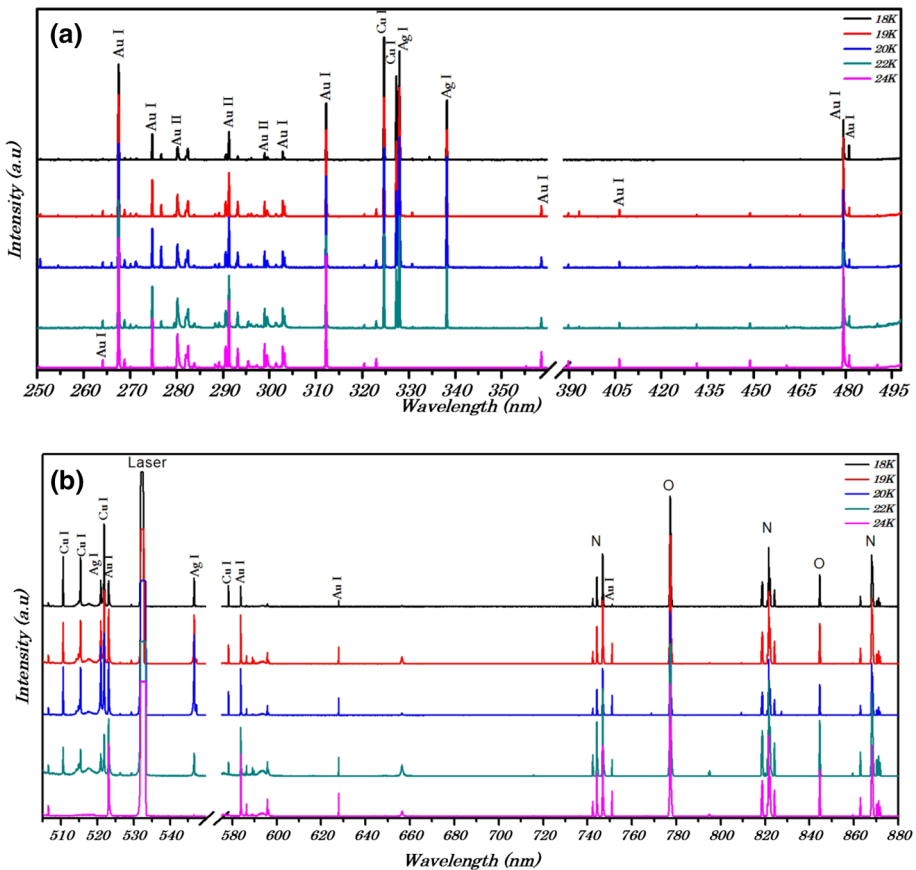 (a)
18K
19K
20K
22K
24K
Au I
Au I
Au II
Au II
Au II
Au I
Au I
Cu I
Cu I
Ag I
Ag I
Au I
Au I
Au I
Au I
Au I
Intensity (a.u)
250 260 270 280 290 300 310 320 330 340 350 360 390 405 420 435 450 465 480 495
Wavelength (nm)
(b)
18K
19K
20K
22K
24K
Laser
Cu I
Cu I
Ag I
Cu I
Au I
Ag I
Cu I
Au I
Au I
N
Au I
O
N
O
N
Intensity (a.u)
510 520 530 540 580 600 620 640 660 680 700 720 740 760 780 800 820 840 860 880
Wavelength (nm)